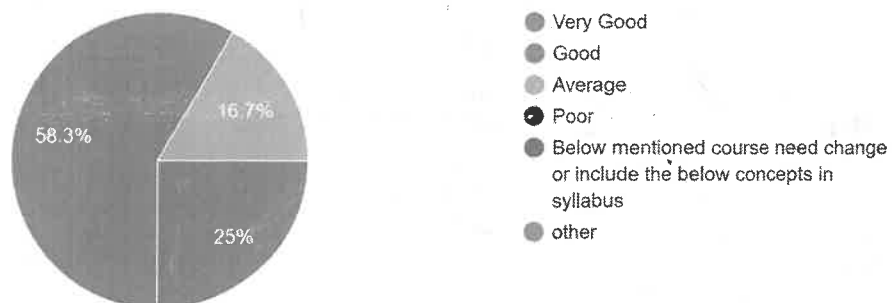 Very Good
Good
58.3%
16.7%
Average
Poor
Below mentioned course need change
or include the below concepts in
syllabus
25%
other